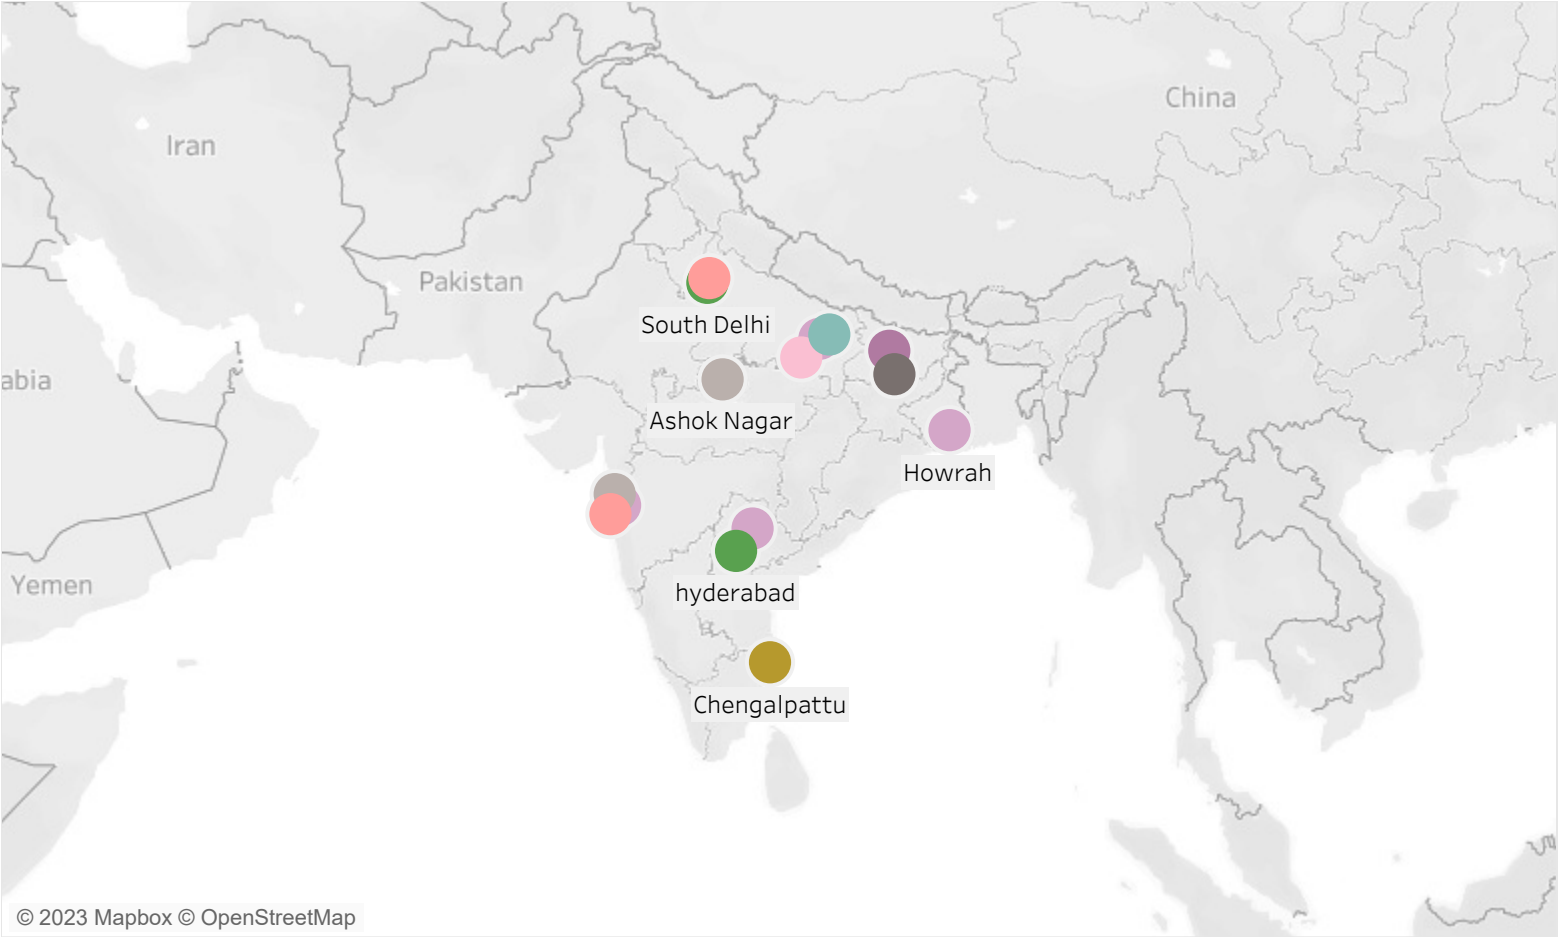 China
Iran
Pakistan
South Delhi
abia
Ashok Nagar
Howrah
Yemen
hyderabad
Chengalpattu
© 2023 Mapbox © OpenStreetMap